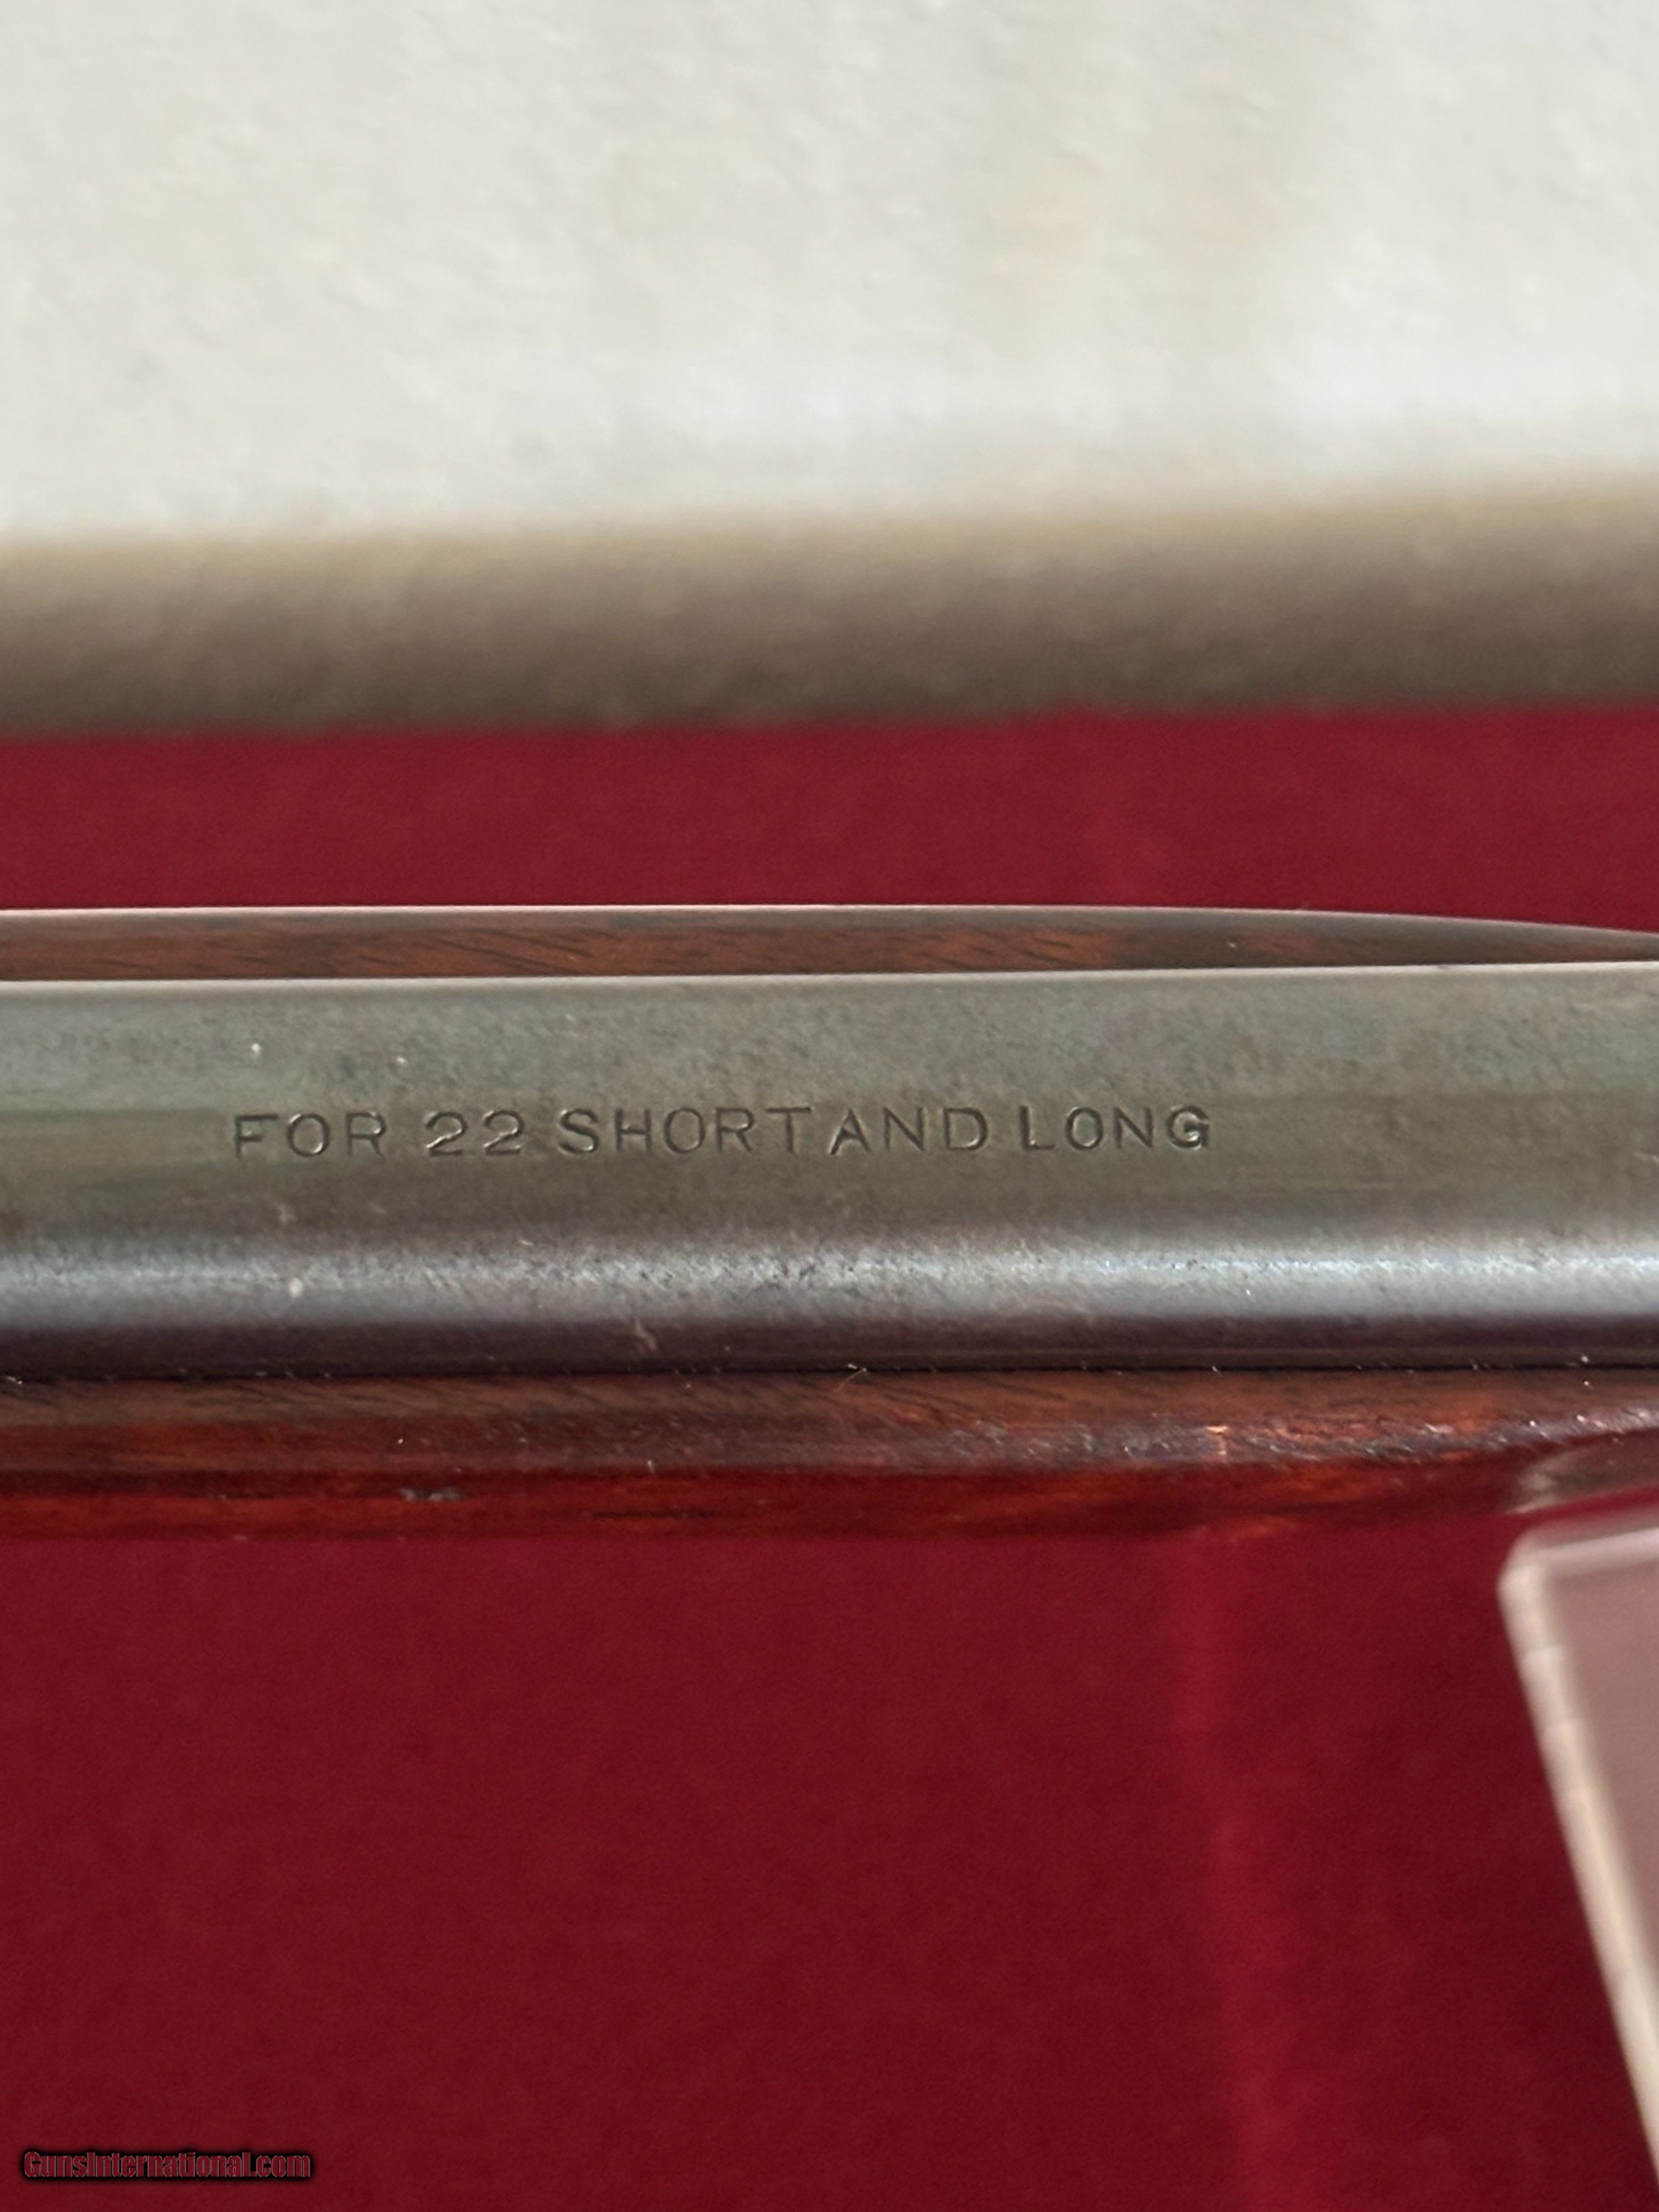 FOR 22 SHORT AND LONG
GunsInternational.com